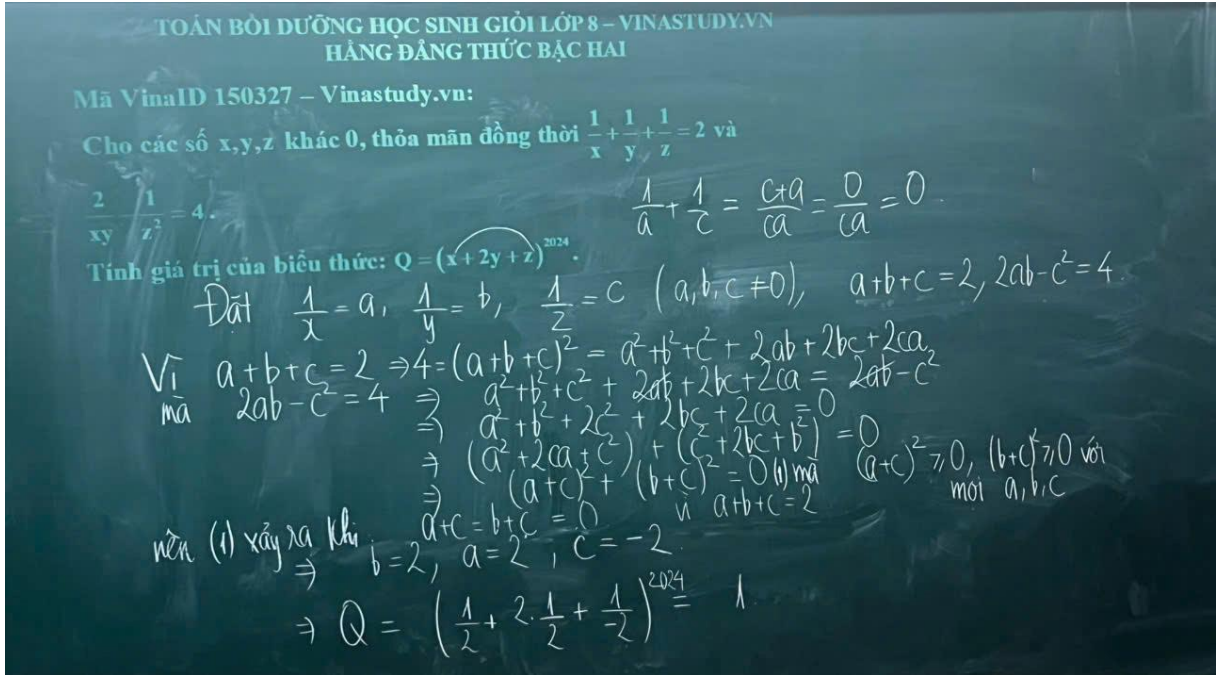 TOÁN BỒI DƯỠNG HỌC SINH GIỎI LỚP 8 – VINASTUDY.VN
HẰNG ĐẲNG THỨC BẬC HAI
Mã VinaID 150327 – Vinastudy.vn:
Cho các số x,y,z khác 0, thỏa mãn đồng thời 1/x + 1/y + 1/z = 2 và
2/xy - 1/z² = 4.
1/a + 1/c = c+a/ca = 0/ca = 0.
Tính giá trị của biểu thức: Q = (x + 2y + z)²⁰²⁴.
Đặt 1/x = a, 1/y = b, 1/z = c (a,b,c ≠ 0), a+b+c = 2, 2ab - c² = 4.
Vì a+b+c = 2 ⇒ 4 = (a+b+c)² = a²+b²+c² + 2ab + 2bc + 2ca
mà 2ab - c² = 4 ⇒ a²+b²+c² + 2ab + 2bc + 2ca = 2ab - c²
⇒ a²+b²+2c² + 2bc + 2ca = 0
⇒ (a²+2ca+c²) + (c²+2bc+b²) = 0
⇒ (a+c)² + (b+c)² = 0 (1) mà (a+c)² ⩾ 0, (b+c)² ⩾ 0 với
mọi a,b,c
nên (1) xảy ra khi a+c = b+c = 0 vì a+b+c = 2
⇒ b = 2, a = 2, c = -2.
⇒ Q = (1/2 + 2.1/2 + 1/-2)²⁰²⁴ = 1.